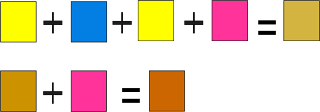 + + + =
+ =